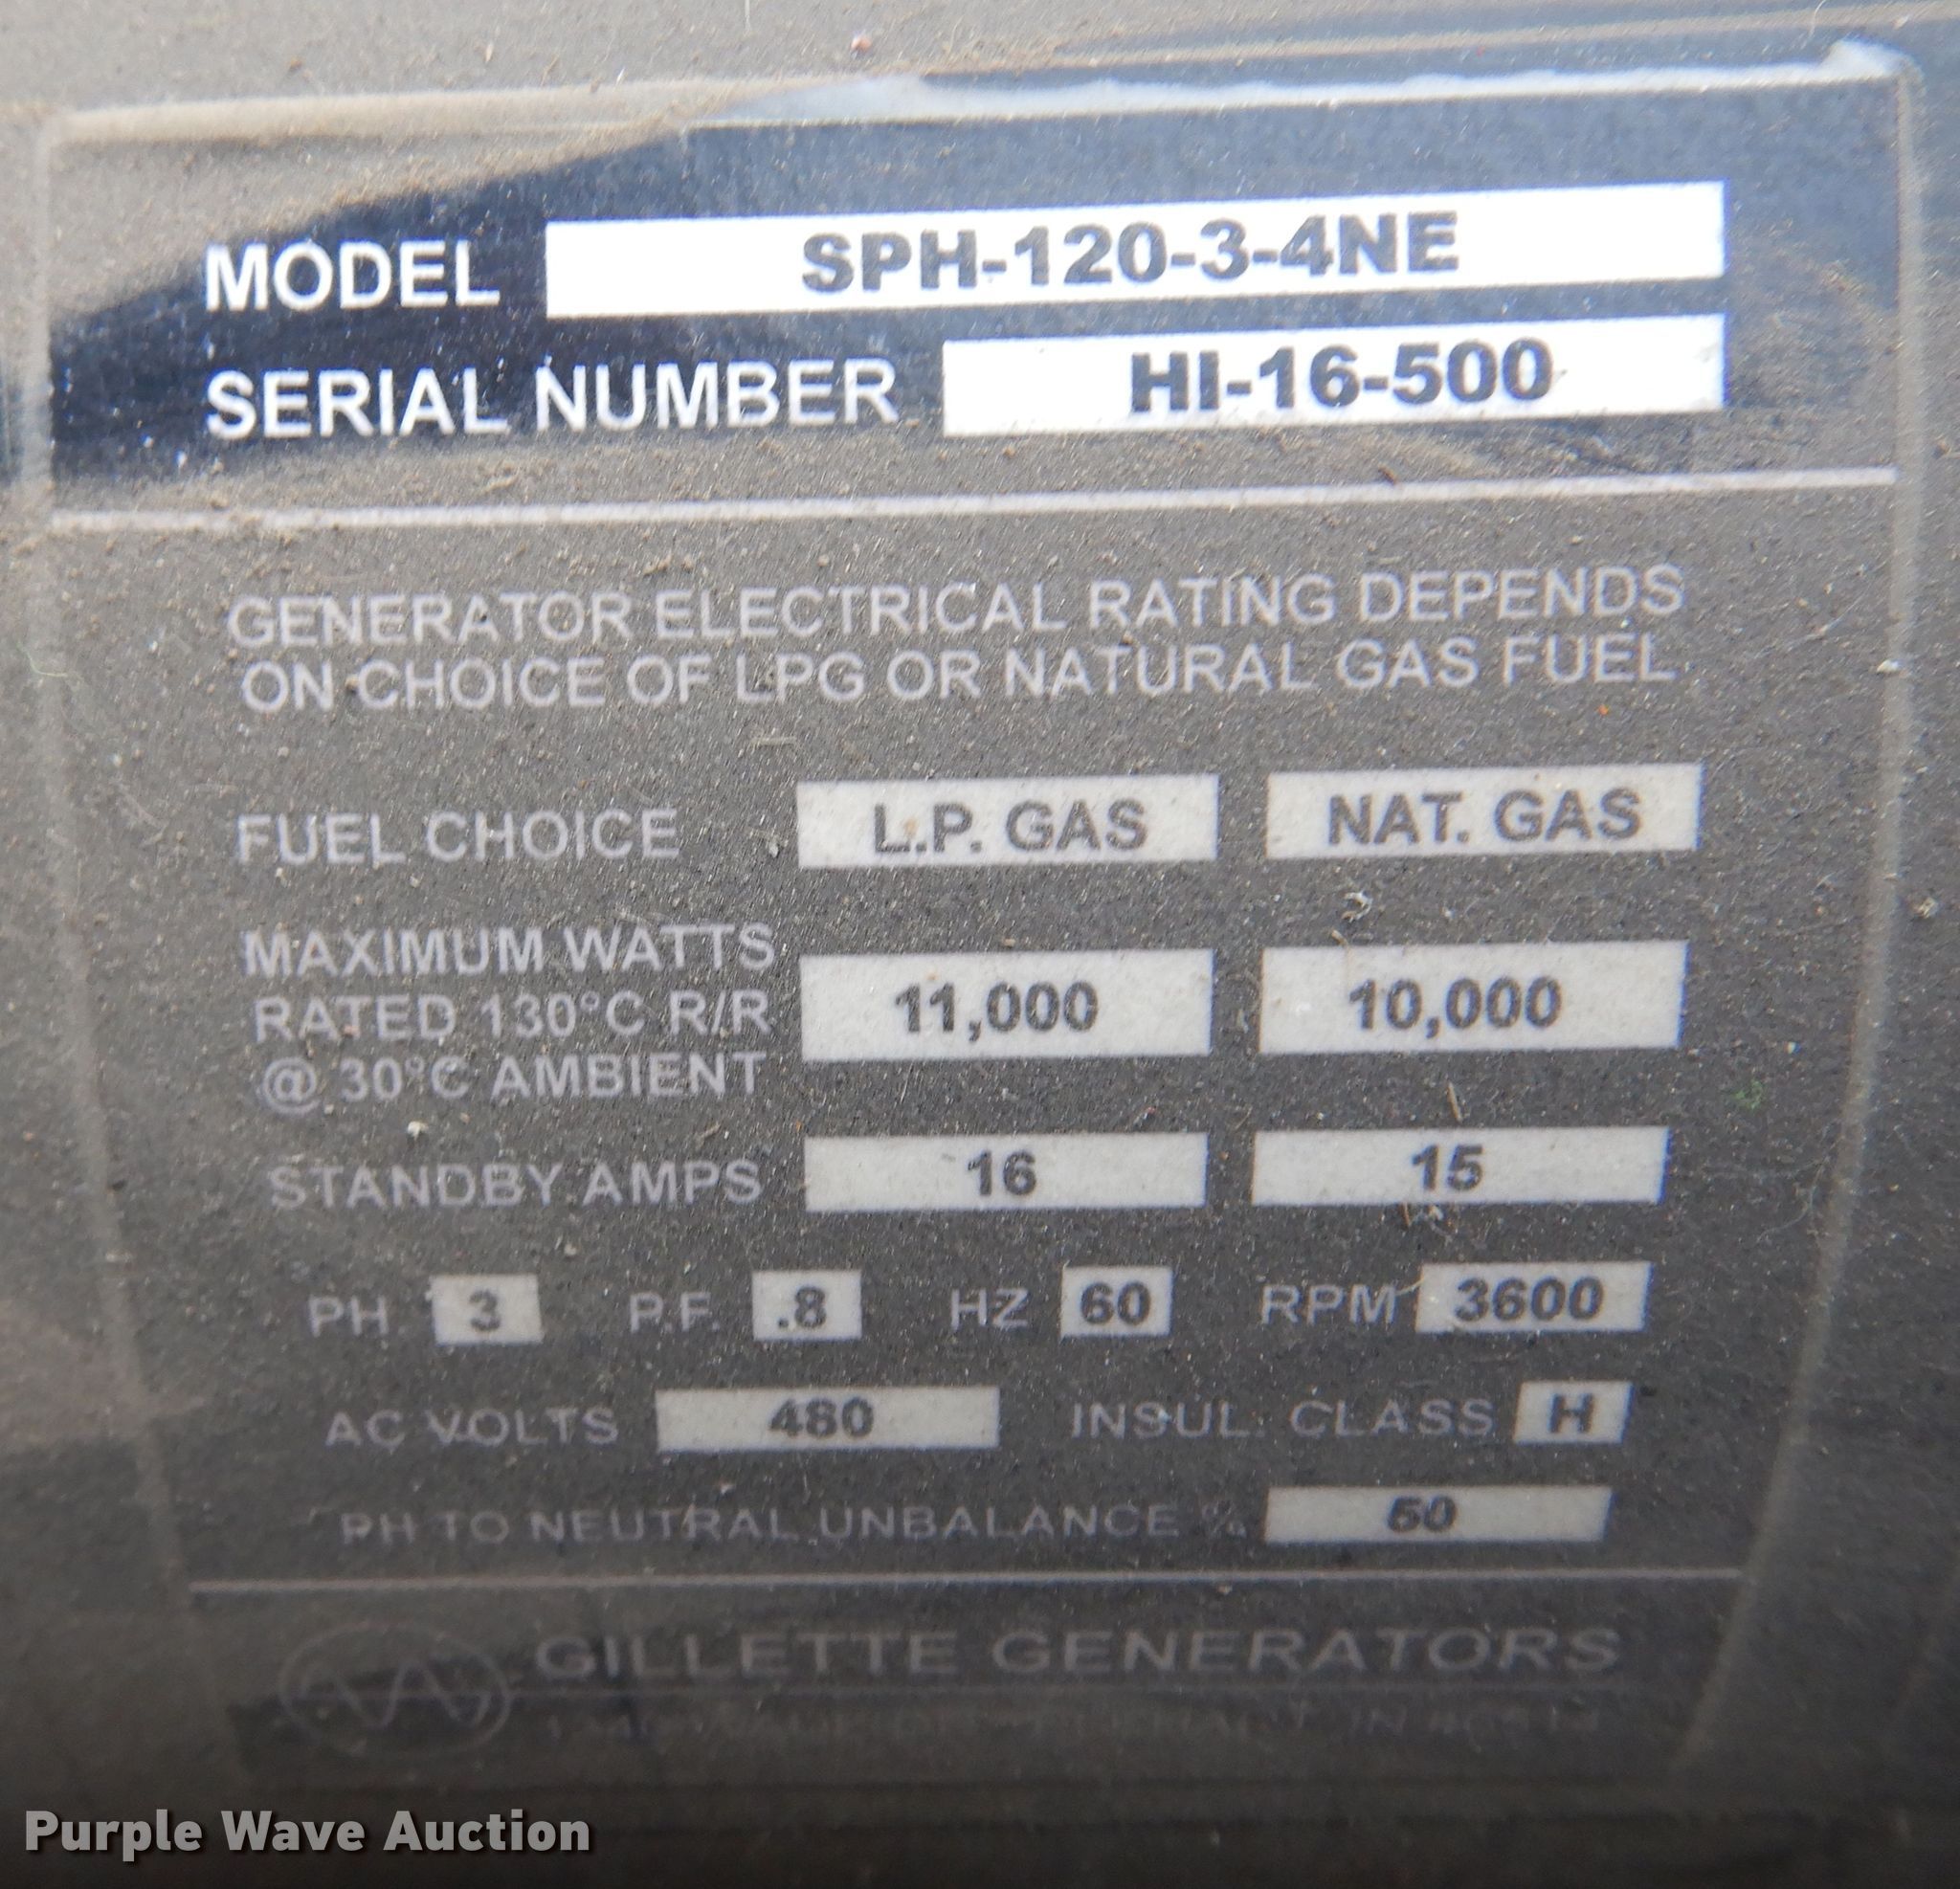 MODEL SPH-120-3-4NE
SERIAL NUMBER HI-16-500
GENERATOR ELECTRICAL RATING DEPENDS
ON CHOICE OF LPG OR NATURAL GAS FUEL
FUEL CHOICE L.P. GAS NAT. GAS
MAXIMUM WATTS
RATED 130°C R/R 11,000 10,000
@ 30°C AMBIENT
STANDBY AMPS 16 15
PH 3 P.F. .8 HZ 60 RPM 3600
AC VOLTS 480 INSUL. CLASS H
PH TO NEUTRAL UNBALANCE % 50
GILLETTE GENERATORS
IN
Purple Wave Auction